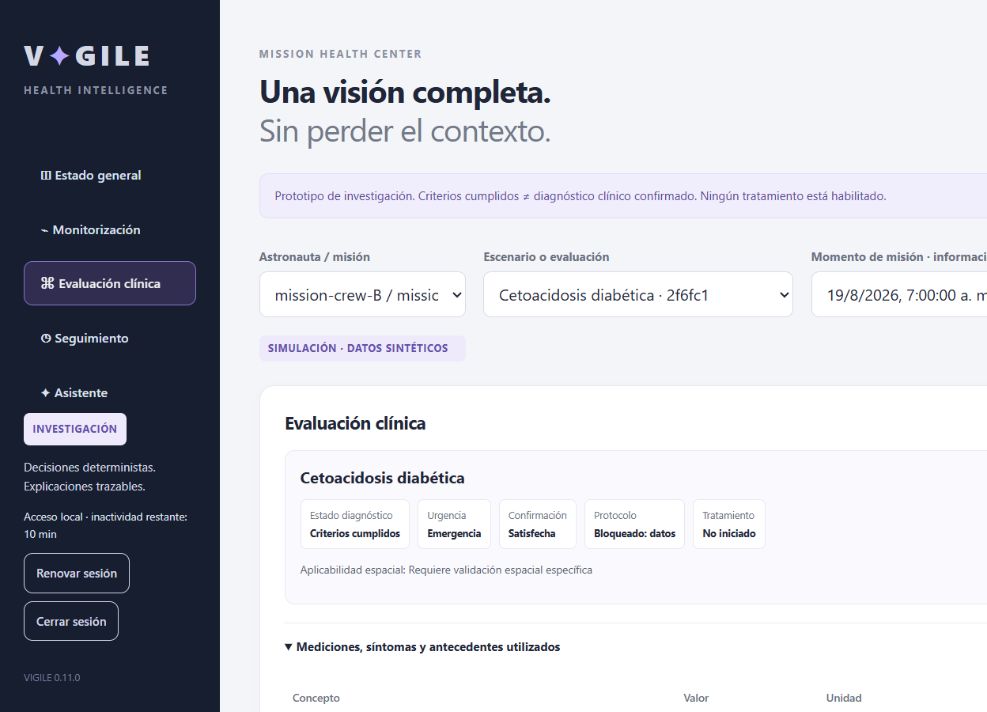 V✦GILE
HEALTH INTELLIGENCE
Estado general
Monitorización
⌘ Evaluación clínica
Seguimiento
✦ Asistente
INVESTIGACIÓN
Decisiones deterministas.
Explicaciones trazables.
Acceso local · inactividad restante:
10 min
Renovar sesión
Cerrar sesión
VIGILE 0.11.0
MISSION HEALTH CENTER
Una visión completa.
Sin perder el contexto.
Prototipo de investigación. Criterios cumplidos ≠ diagnóstico clínico confirmado. Ningún tratamiento está habilitado.
Astronauta / misión
mission-crew-B / missic
Escenario o evaluación
Cetoacidosis diabética · 2f6fc1
Momento de misión · informaci
19/8/2026, 7:00:00 a. m
SIMULACIÓN · DATOS SINTÉTICOS
Evaluación clínica
Cetoacidosis diabética
Estado diagnóstico
Criterios cumplidos
Urgencia
Emergencia
Confirmación
Satisfecha
Protocolo
Bloqueado: datos
Tratamiento
No iniciado
Aplicabilidad espacial: Requiere validación espacial específica
▼ Mediciones, síntomas y antecedentes utilizados
Concepto Valor Unidad